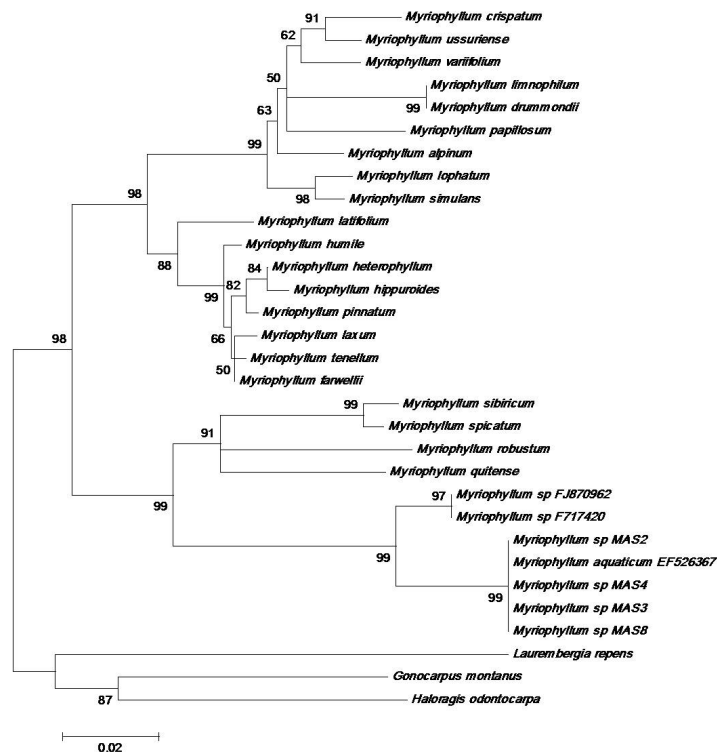 91
Myriophyllum crispatum
62
Myriophyllum ussuriense
Myriophyllum variifolium
50
Myriophyllum limnophilum
99
Myriophyllum drummondii
63
Myriophyllum papillosum
99
Myriophyllum alpinum
Myriophyllum lophatum
98
Myriophyllum simulans
98
Myriophyllum latifolium
88
Myriophyllum humile
84
Myriophyllum heterophyllum
99
82
Myriophyllum hippuroides
Myriophyllum pinnatum
66
Myriophyllum laxum
Myriophyllum tenellum
50
Myriophyllum farwellii
98
99
Myriophyllum sibiricum
Myriophyllum spicatum
91
Myriophyllum robustum
Myriophyllum quitense
99
97
Myriophyllum sp FJ870962
Myriophyllum sp F717420
99
Myriophyllum sp MAS2
Myriophyllum aquaticum EF526367
Myriophyllum sp MAS4
99
Myriophyllum sp MAS3
Myriophyllum sp MAS8
Laurembergia repens
Gonocarpus montanus
87
Haloragis odontocarpa
0.02